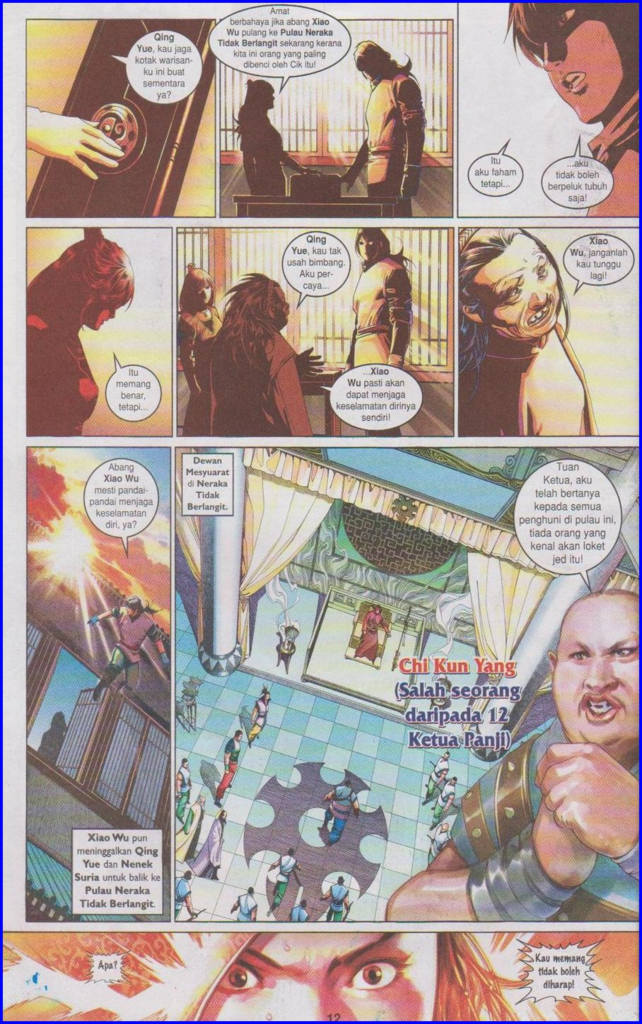 Qing
Yue, kau jaga
kotak warisan-
ku ini buat
sementara
ya?
Amat
berbahaya jika abang Xiao
Wu pulang ke Pulau Neraka
Tidak Berlangit sekarang kerana
kita ini orang yang paling
dibenci oleh Cik itu!
Itu
aku faham
tetapi...
...aku
tidak boleh
berpeluk tubuh
saja!
Itu
memang
benar,
tetapi...
Qing
Yue, kau tak
usah bimbang.
Aku per-
caya...
...Xiao
Wu pasti akan
dapat menjaga
keselamatan dirinya
sendiri!
Xiao
Wu, janganlah
kau tunggu
lagi!
Abang
Xiao Wu
mesti pandai-
pandai menjaga
keselamatan
diri, ya?
Xiao Wu pun
meninggalkan Qing
Yue dan Nenek
Suria untuk balik ke
Pulau Neraka
Tidak Berlangit.
Dewan
Mesyuarat
di Neraka
Tidak
Berlangit.
Tuan
Ketua, aku
telah bertanya
kepada semua
penghuni di pulau ini,
tiada orang yang
kenal akan loket
jed itu!
Chi Kun Yang
(Salah seorang
daripada 12
Ketua Panji)
Apa?
Kau memang
tidak boleh
diharap!
12